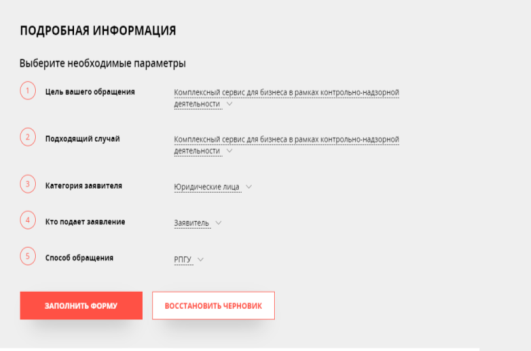 ПОДРОБНАЯ ИНФОРМАЦИЯ
Выберите необходимые параметры
1 Цель вашего обращения Комплексный сервис для бизнеса в рамках контрольно-надзорной
деятельности
2 Подходящий случай Комплексный сервис для бизнеса в рамках контрольно-надзорной
деятельности
3 Категория заявителя Юридические лица
4 Кто подает заявление Заявитель
5 Способ обращения РПГУ
ЗАПОЛНИТЬ ФОРМУ ВОССТАНОВИТЬ ЧЕРНОВИК